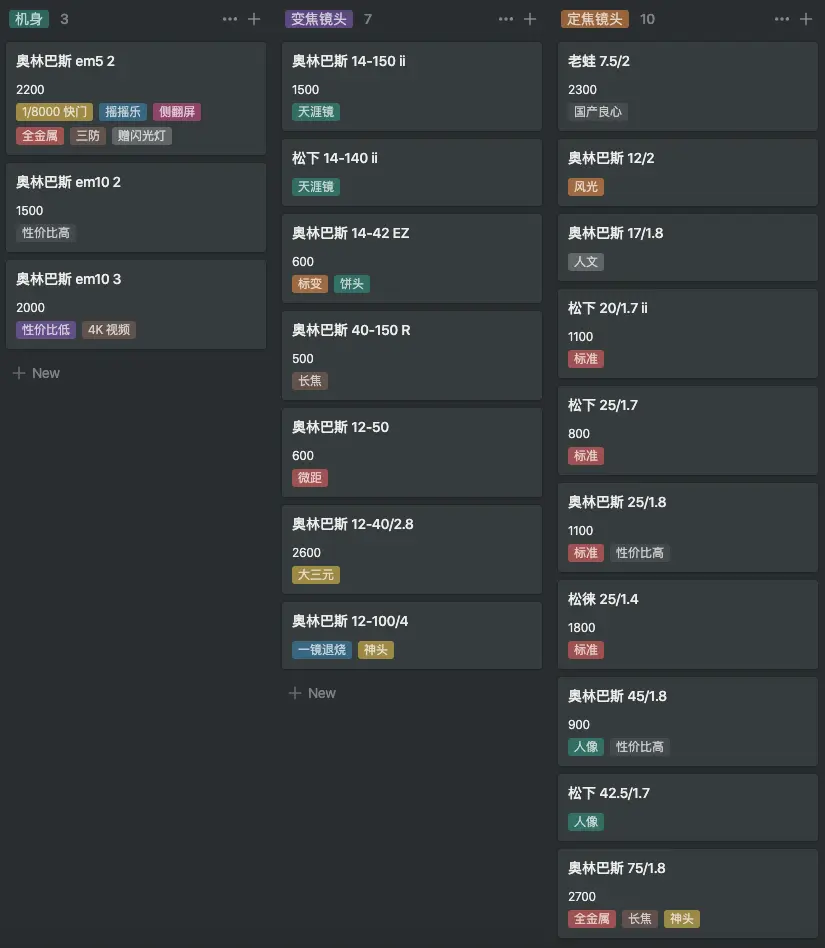 机身 3
奥林巴斯 em5 2
2200
1/8000 快门 摇摇乐 侧翻屏
全金属 三防 赠闪光灯
奥林巴斯 em10 2
1500
性价比高
奥林巴斯 em10 3
2000
性价比低 4K 视频
New
变焦镜头 7
奥林巴斯 14-150 ii
1500
天涯镜
松下 14-140 ii
天涯镜
奥林巴斯 14-42 EZ
600
标变 饼头
奥林巴斯 40-150 R
500
长焦
奥林巴斯 12-50
600
微距
奥林巴斯 12-40/2.8
2600
大三元
奥林巴斯 12-100/4
一镜退烧 神头
New
定焦镜头 10
老蛙 7.5/2
2300
国产良心
奥林巴斯 12/2
风光
奥林巴斯 17/1.8
人文
松下 20/1.7 ii
1100
标准
松下 25/1.7
800
标准
奥林巴斯 25/1.8
1100
标准 性价比高
松徕 25/1.4
1800
标准
奥林巴斯 45/1.8
900
人像 性价比高
松下 42.5/1.7
人像
奥林巴斯 75/1.8
2700
全金属 长焦 神头